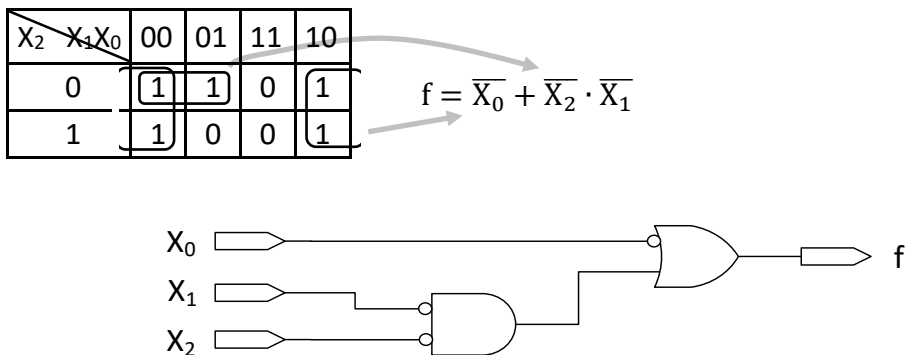 X₂ X₁X₀ 00 01 11 10
0 1 1 0 1
f = X̅₀ + X̅₂ · X̅₁
1 1 0 0 1
X₀
f
X₁
X₂